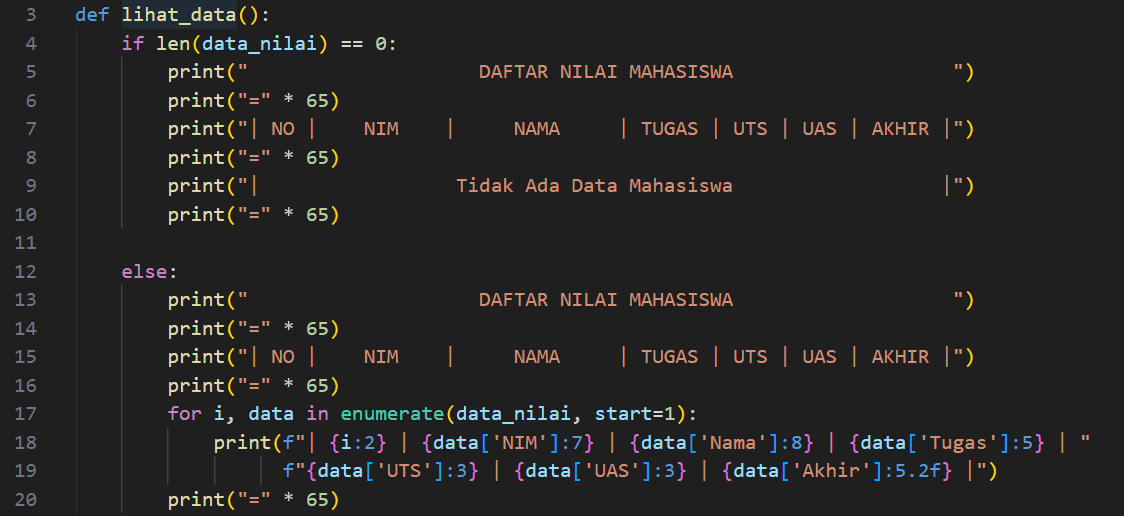 3 def lihat_data():
4     if len(data_nilai) == 0:
5         print("                    DAFTAR NILAI MAHASISWA                   ")
6         print("=" * 65)
7         print("| NO |    NIM    |     NAMA     | TUGAS | UTS | UAS | AKHIR |")
8         print("=" * 65)
9         print("|                 Tidak Ada Data Mahasiswa                  |")
10         print("=" * 65)
11
12     else:
13         print("                    DAFTAR NILAI MAHASISWA                   ")
14         print("=" * 65)
15         print("| NO |    NIM    |     NAMA     | TUGAS | UTS | UAS | AKHIR |")
16         print("=" * 65)
17         for i, data in enumerate(data_nilai, start=1):
18             print(f"| {i:2} | {data['NIM']:7} | {data['Nama']:8} | {data['Tugas']:5} | "
19                   f"{data['UTS']:3} | {data['UAS']:3} | {data['Akhir']:5.2f} |")
20         print("=" * 65)